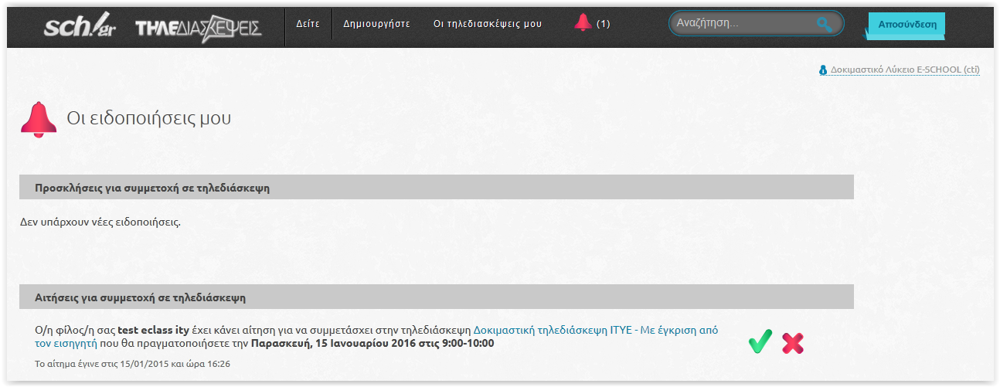 sch.gr ΤΗΛΕΔΙΑΣΚΕΨΕΙΣ Δείτε Δημιουργήστε Οι τηλεδιασκέψεις μου (1) Αναζήτηση... Αποσύνδεση
Δοκιμαστικό Λύκειο E-SCHOOL (cti)
Οι ειδοποιήσεις μου
Προσκλήσεις για συμμετοχή σε τηλεδιάσκεψη
Δεν υπάρχουν νέες ειδοποιήσεις.
Αιτήσεις για συμμετοχή σε τηλεδιάσκεψη
Ο/η φίλος/η σας test eclass ity έχει κάνει αίτηση για να συμμετάσχει στην τηλεδιάσκεψη Δοκιμαστική τηλεδιάσκεψη ΙΤΥΕ - Με έγκριση από
τον εισηγητή που θα πραγματοποιήσετε την Παρασκευή, 15 Ιανουαρίου 2016 στις 9:00-10:00
Το αίτημα έγινε στις 15/01/2015 και ώρα 16:26